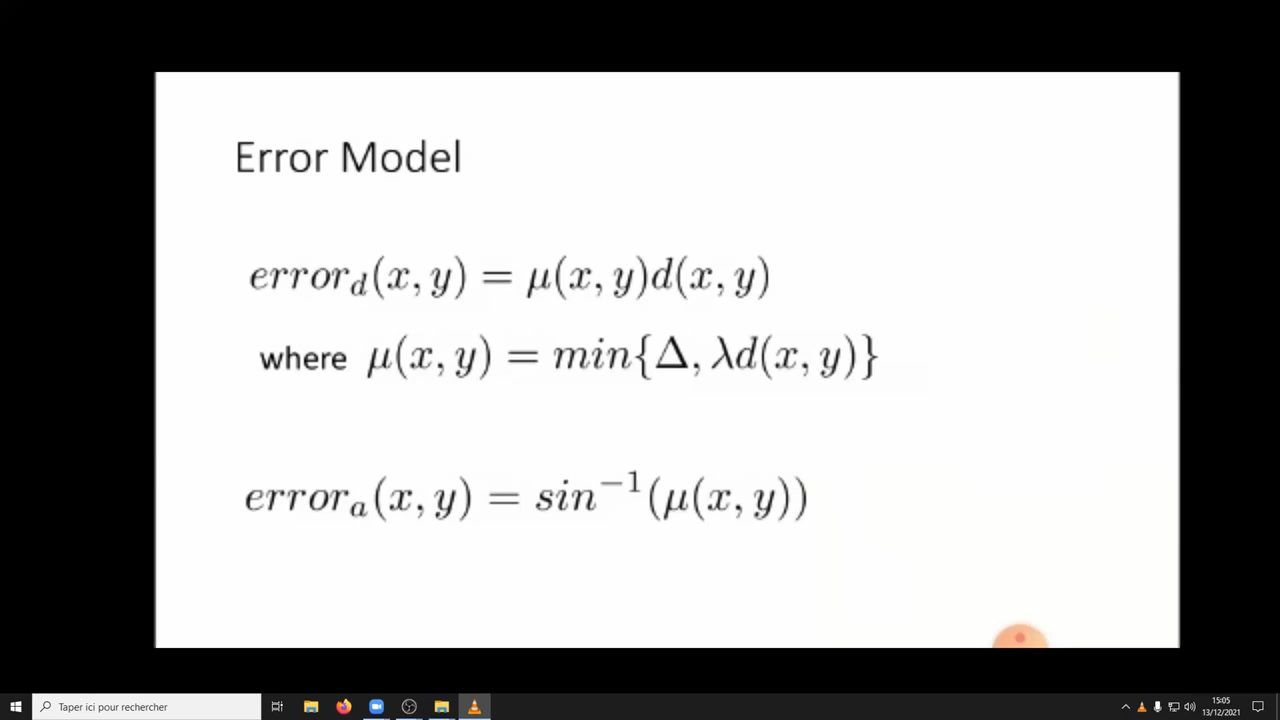 Error Model
error_d(x, y) = μ(x, y)d(x, y)
where μ(x, y) = min{Δ, λd(x, y)}
error_a(x, y) = sin⁻¹(μ(x, y))
Taper ici pour rechercher
15:05
13/12/2021